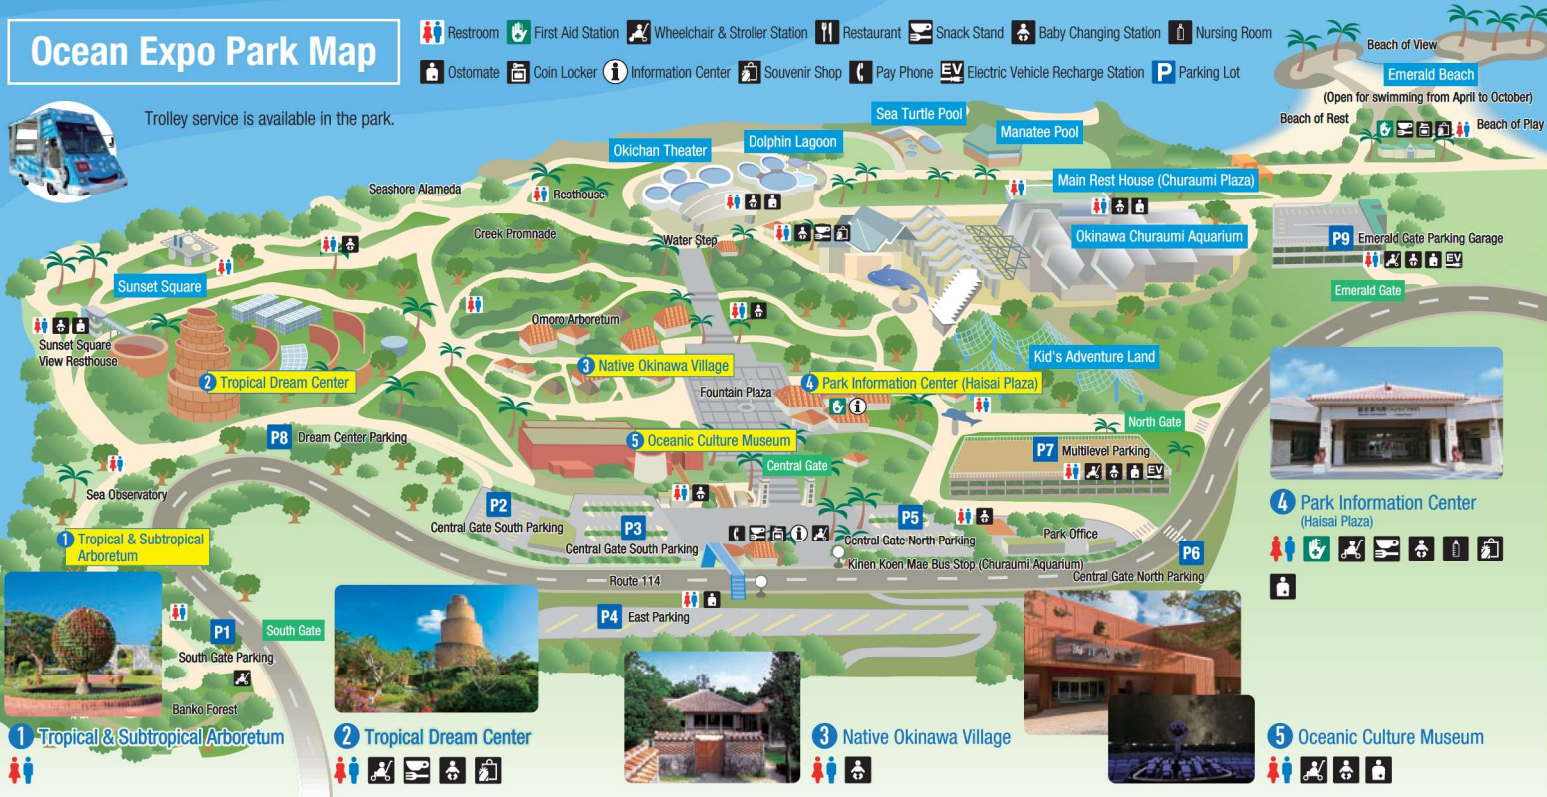 Ocean Expo Park Map
Restroom
First Aid Station
Wheelchair & Stroller Station
Restaurant
Snack Stand
Baby Changing Station
Nursing Room
Ostomate
Coin Locker
Information Center
Souvenir Shop
Pay Phone
EV Electric Vehicle Recharge Station
P Parking Lot
Trolley service is available in the park.
Beach of View
Emerald Beach
(Open for swimming from April to October)
Beach of Rest
Beach of Play
Sea Turtle Pool
Manatee Pool
Dolphin Lagoon
Okichan Theater
Main Rest House (Churaumi Plaza)
Seashore Alameda
Resthouse
Creek Promnade
Water Step
Okinawa Churaumi Aquarium
P9 Emerald Gate Parking Garage
EV
Emerald Gate
Sunset Square
Sunset Square
View Resthouse
Omoro Arboretum
Kid's Adventure Land
3 Native Okinawa Village
2 Tropical Dream Center
4 Park Information Center (Haisai Plaza)
Fountain Plaza
North Gate
P8 Dream Center Parking
5 Oceanic Culture Museum
P7 Multilevel Parking
EV
Central Gate
Sea Observatory
P2
Central Gate South Parking
P3
Central Gate South Parking
P5
Central Gate North Parking
Park Office
P6
Central Gate North Parking
Kinen Koen Mae Bus Stop (Churaumi Aquarium)
1 Tropical & Subtropical
Arboretum
Route 114
P4 East Parking
P1
South Gate Parking
South Gate
Banko Forest
4 Park Information Center
(Haisai Plaza)
1 Tropical & Subtropical Arboretum
2 Tropical Dream Center
3 Native Okinawa Village
5 Oceanic Culture Museum